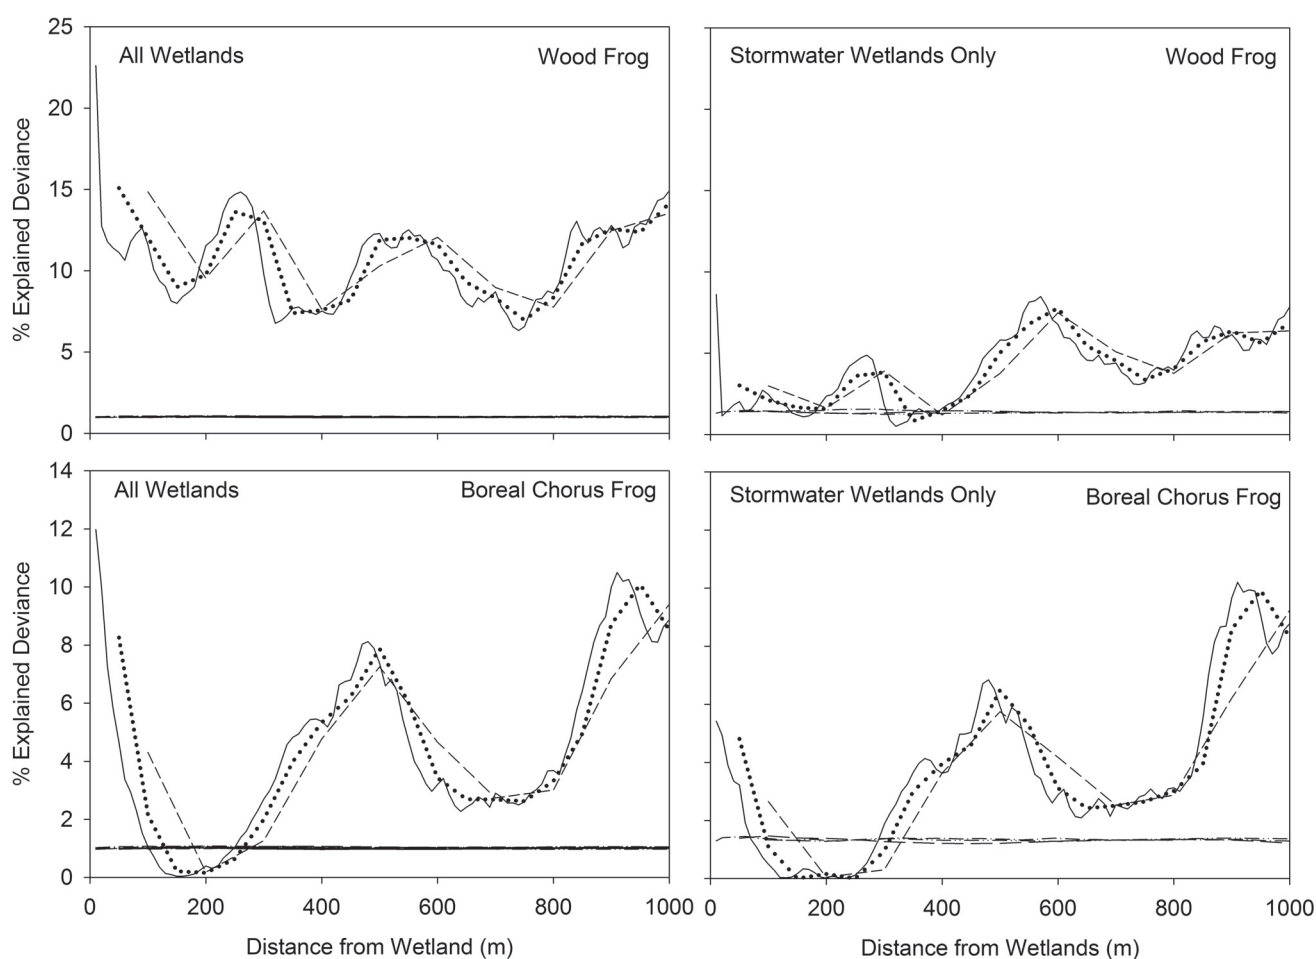 All Wetlands Wood Frog
Stormwater Wetlands Only Wood Frog
% Explained Deviance
25
20
15
10
5
0
All Wetlands Boreal Chorus Frog
Stormwater Wetlands Only Boreal Chorus Frog
% Explained Deviance
14
12
10
8
6
4
2
0
0 200 400 600 800 1000
0 200 400 600 800 1000
Distance from Wetland (m)
Distance from Wetlands (m)